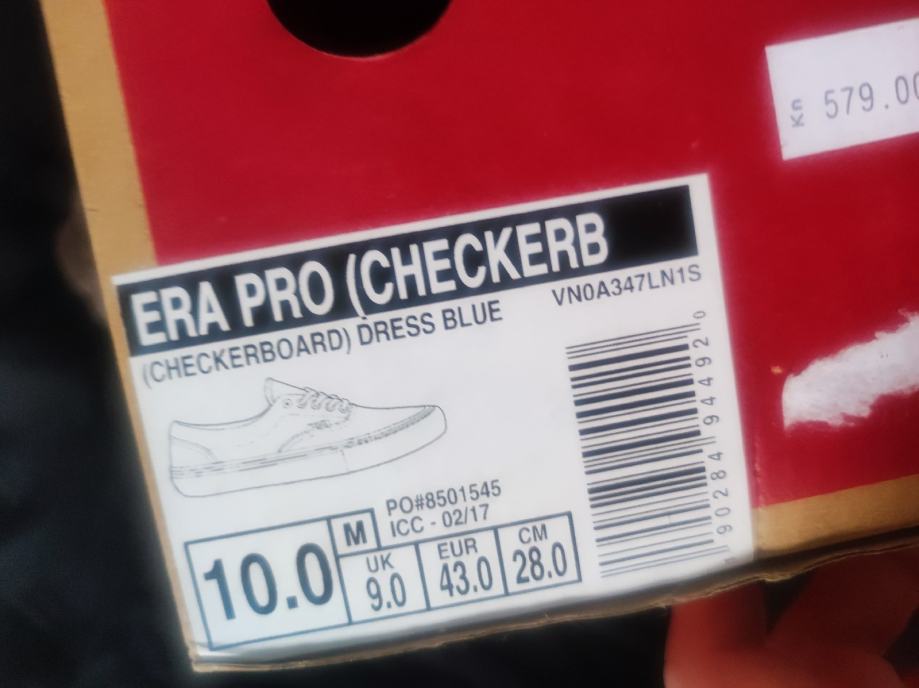 Kn 579.00
ERA PRO (CHECKERB
(CHECKERBOARD) DRESS BLUE
VN0A347LN1S
PO#8501545
ICC - 02/17
10.0
M
UK
9.0
EUR
43.0
CM
28.0
1 90284 94492 0